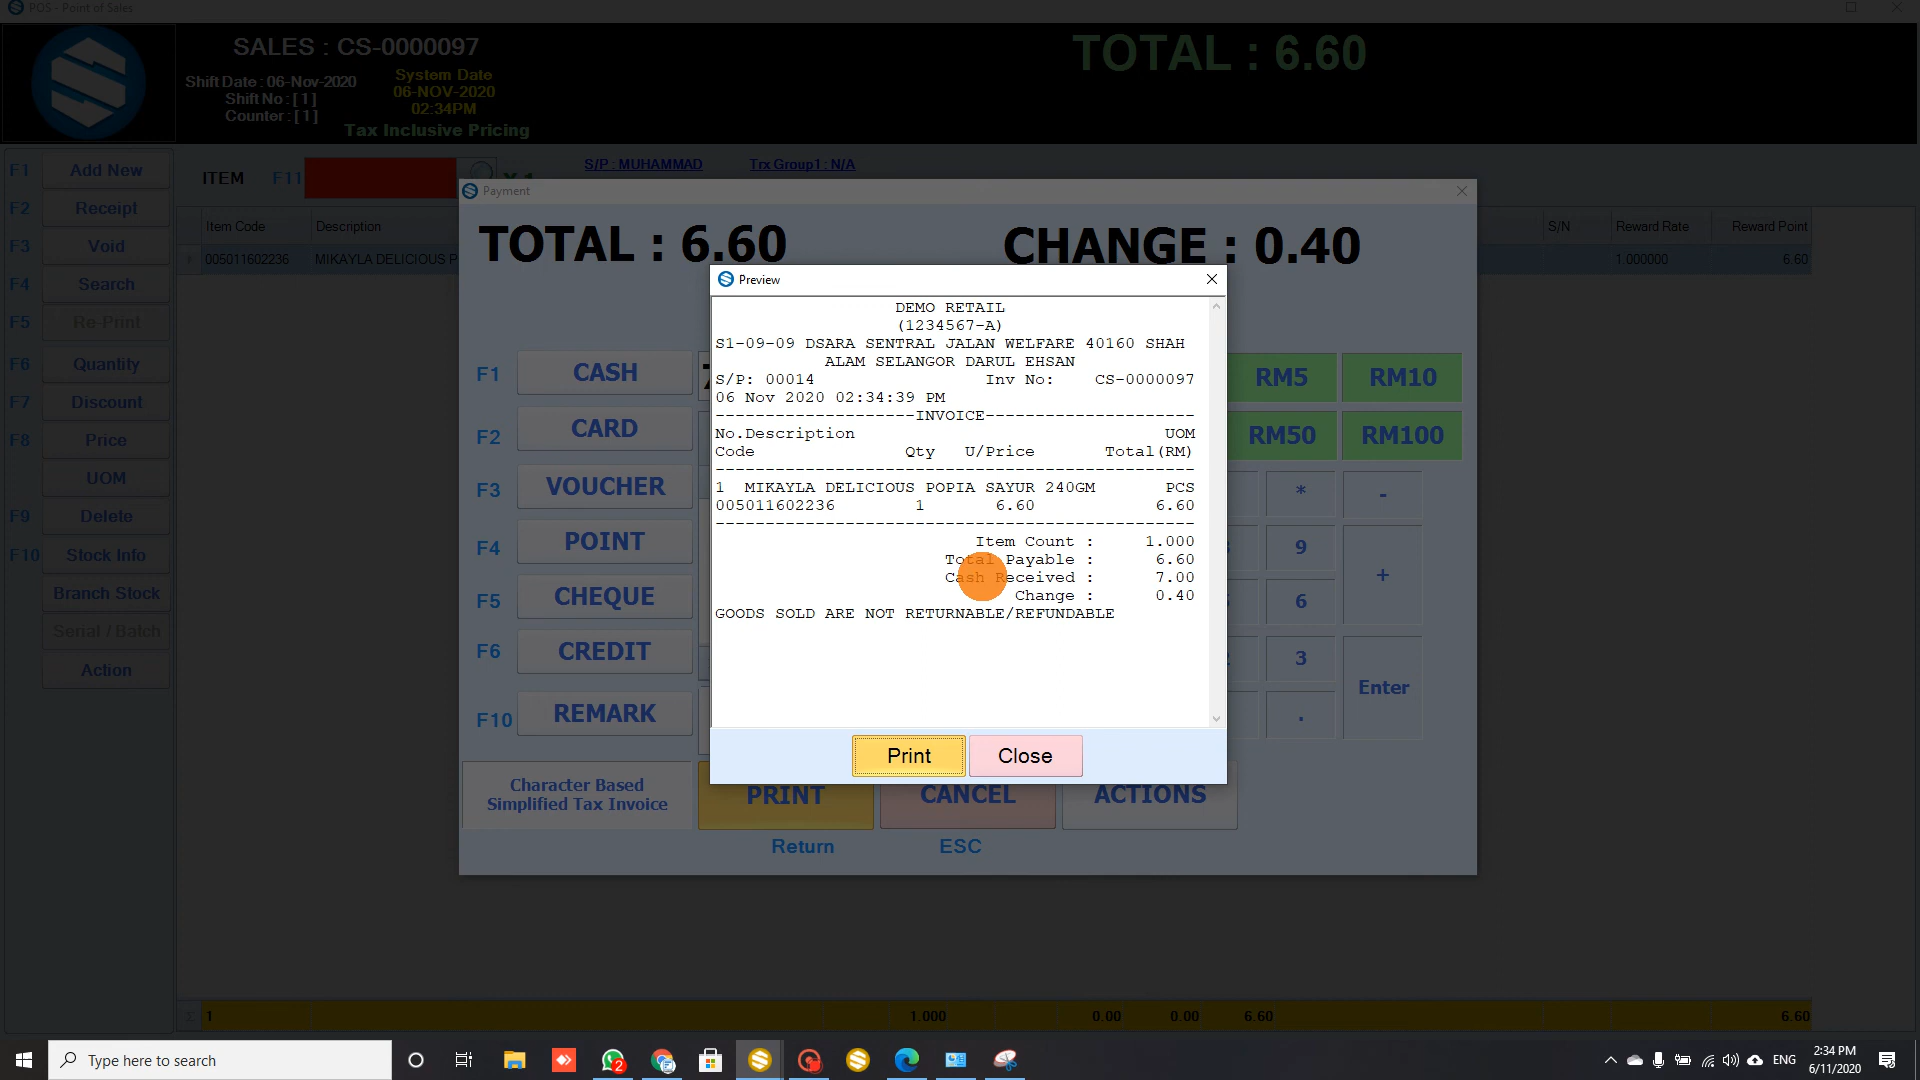 POS - Point of Sales
SALES : CS-0000097
TOTAL : 6.60
Shift Date : 06-Nov-2020
Shift No : [ 1 ]
Counter : [ 1 ]
System Date
06-NOV-2020
02:34PM
Tax Inclusive Pricing
F1 Add New
F2 Receipt
F3 Void
F4 Search
F5 Re-Print
F6 Quantity
F7 Discount
F8 Price
UOM
F9 Delete
F10 Stock Info
Branch Stock
Serial / Batch
Action
ITEM F11
S/P : MUHAMMAD
Trx Group1 : N/A
Item Code Description S/N Reward Rate Reward Point
005011602236 MIKAYLA DELICIOUS P 1.000000 6.60
Payment
TOTAL : 6.60 CHANGE : 0.40
F1 CASH
F2 CARD
F3 VOUCHER
F4 POINT
F5 CHEQUE
F6 CREDIT
F10 REMARK
RM5 RM10
RM50 RM100
* -
9 +
6
3 Enter
.
Character Based
Simplified Tax Invoice
PRINT CANCEL ACTIONS
Return ESC
Preview
DEMO RETAIL
(1234567-A)
S1-09-09 DSARA SENTRAL JALAN WELFARE 40160 SHAH
ALAM SELANGOR DARUL EHSAN
S/P: 00014 Inv No: CS-0000097
06 Nov 2020 02:34:39 PM
--------------------INVOICE---------------------
No.Description UOM
Code Qty U/Price Total(RM)
------------------------------------------------
1 MIKAYLA DELICIOUS POPIA SAYUR 240GM PCS
005011602236 1 6.60 6.60
------------------------------------------------
Item Count : 1.000
Total Payable : 6.60
Cash Received : 7.00
Change : 0.40
GOODS SOLD ARE NOT RETURNABLE/REFUNDABLE
Print Close
1 1.000 0.00 0.00 6.60 6.60
Type here to search
2
ENG
2:34 PM
6/11/2020